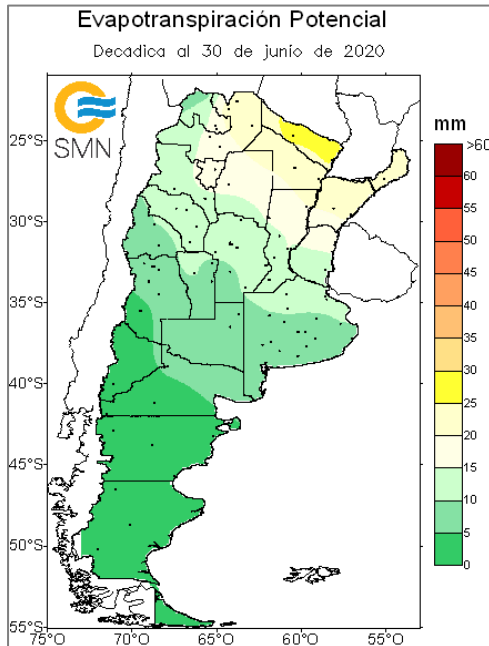 Evapotranspiración Potencial
Decadica al 30 de junio de 2020
SMN
mm
>60
60
55
50
45
40
35
30
25
20
15
10
5
0
25°S
30°S
35°S
40°S
45°S
50°S
55°S
75°O
70°O
65°O
60°O
55°O